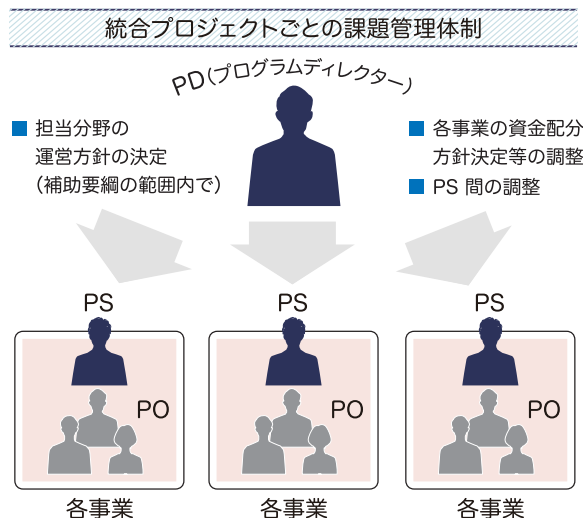 統合プロジェクトごとの課題管理体制
PD(プログラムディレクター)
■ 担当分野の
運営方針の決定
(補助要綱の範囲内で)
■ 各事業の資金配分
方針決定等の調整
■ PS 間の調整
PS
PS
PS
PO
PO
PO
各事業
各事業
各事業